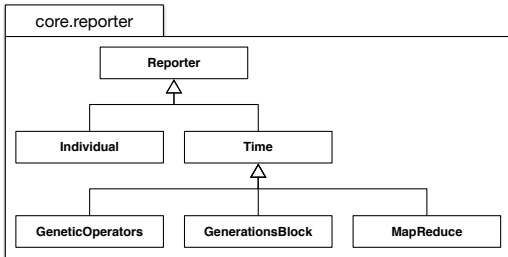 core.reporter
Reporter
Individual
Time
GeneticOperators
GenerationsBlock
MapReduce